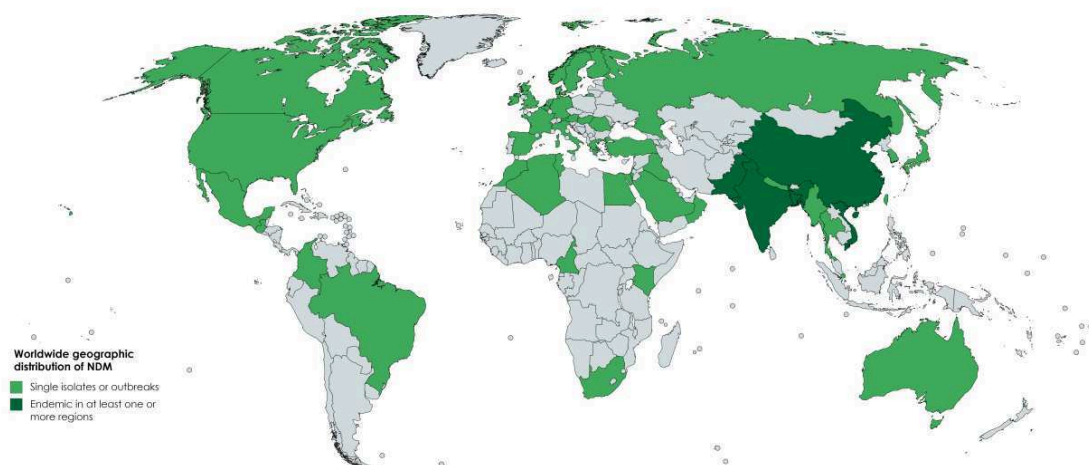 Worldwide geographic
distribution of NDM
Single isolates or outbreaks
Endemic in at least one or
more regions